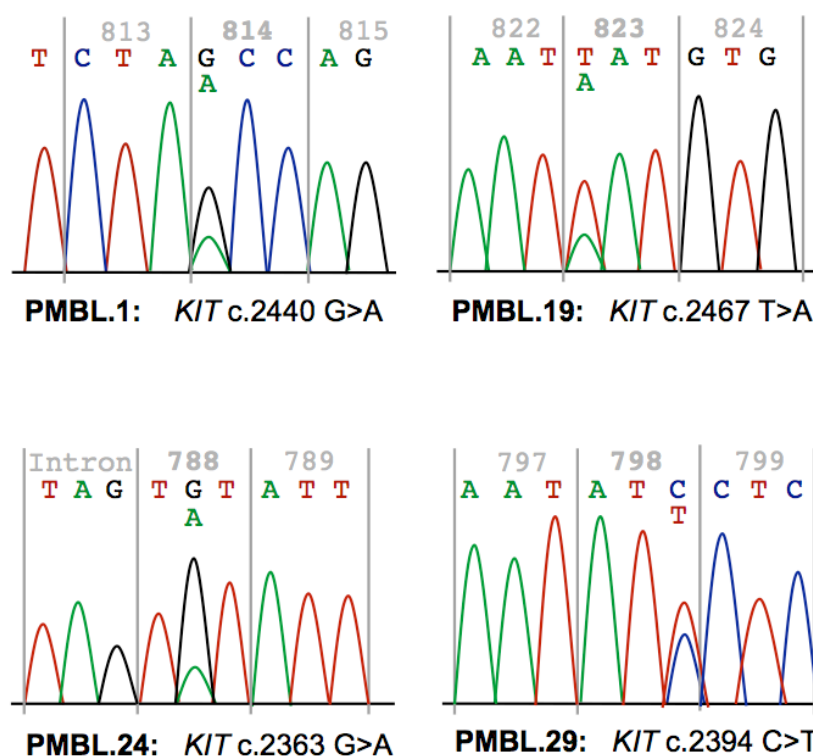 813 814 815
T C T A G C C A G
A
PMBL.1: KIT c.2440 G>A
822 823 824
A A T T A T G T G
A
PMBL.19: KIT c.2467 T>A
Intron 788 789
T A G T G T A T T
A
PMBL.24: KIT c.2363 G>A
797 798 799
A A T A T C C T C
T
PMBL.29: KIT c.2394 C>T